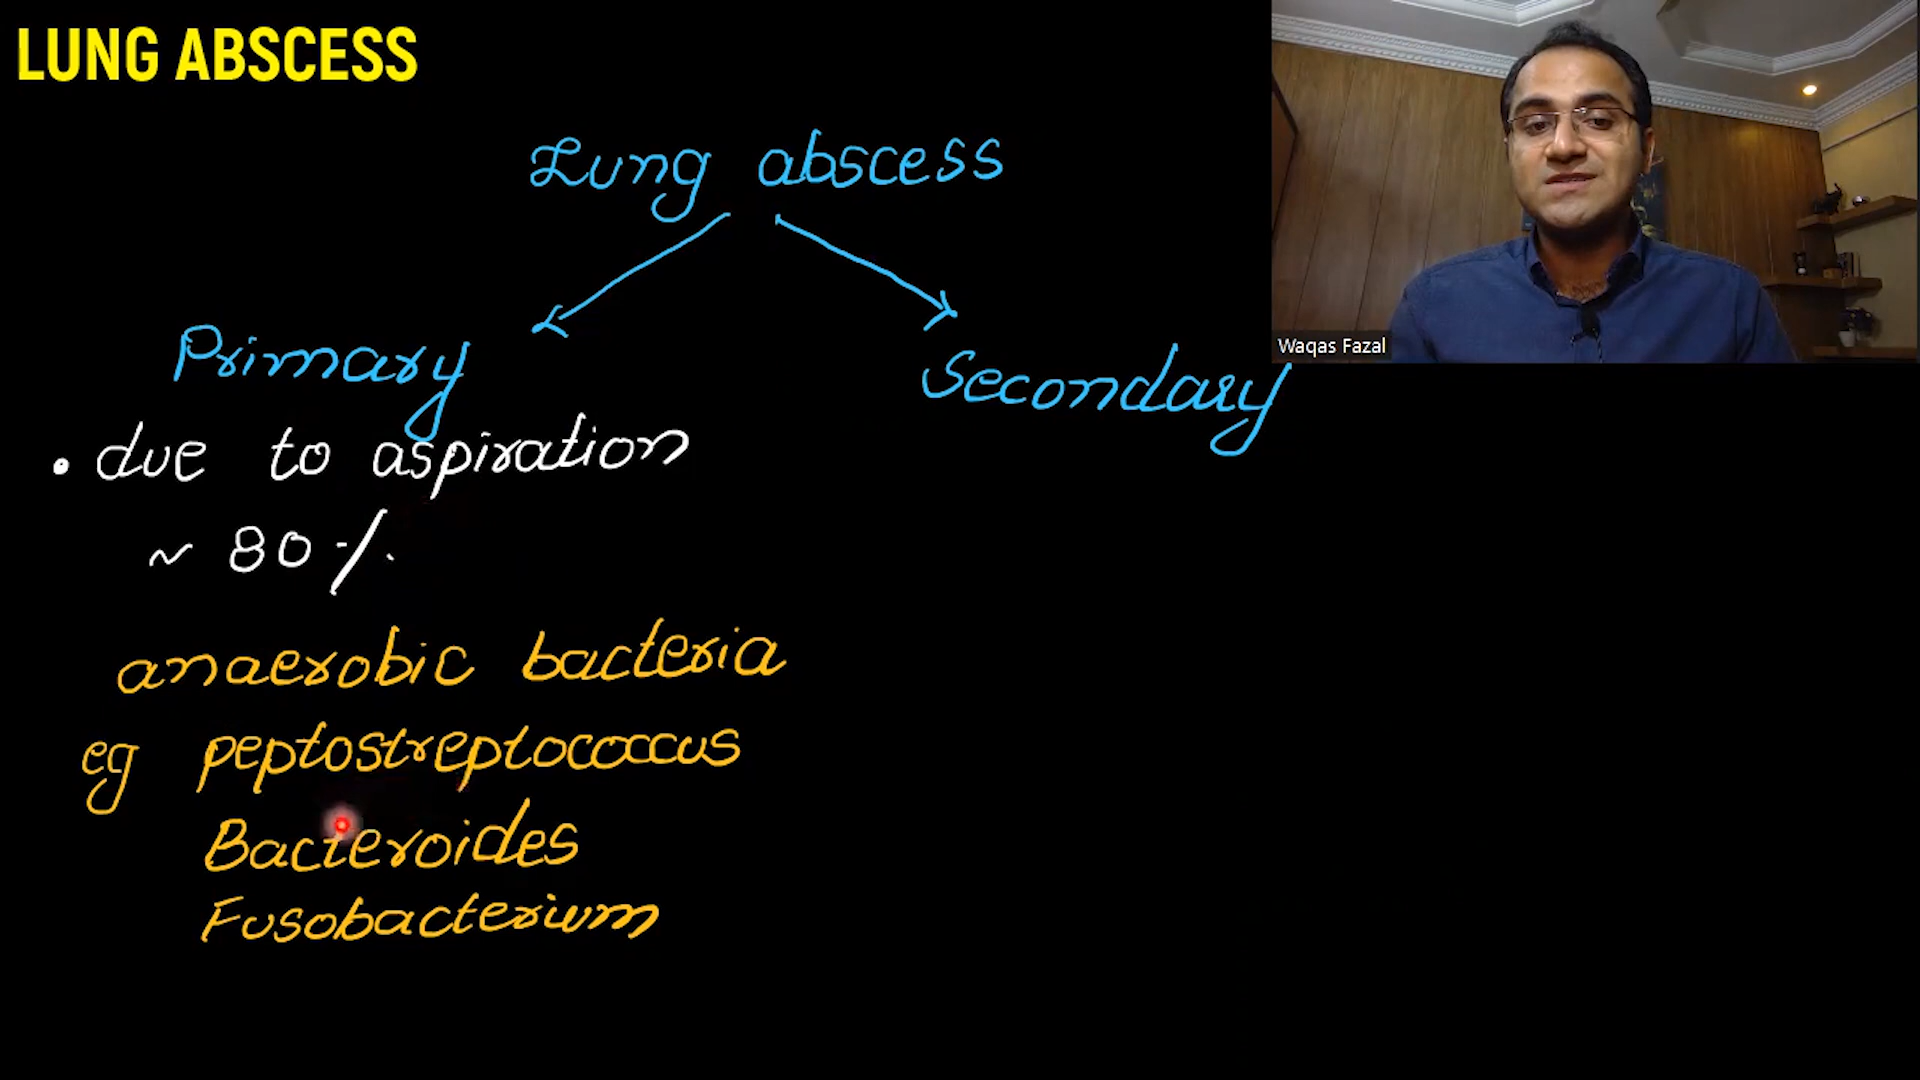 LUNG ABSCESS
Lung abscess
Primary
Secondary
• due to aspiration
~ 80%
anaerobic bacteria
eg peptostreptococcus
Bacteroides
Fusobacterium
Waqas Fazal